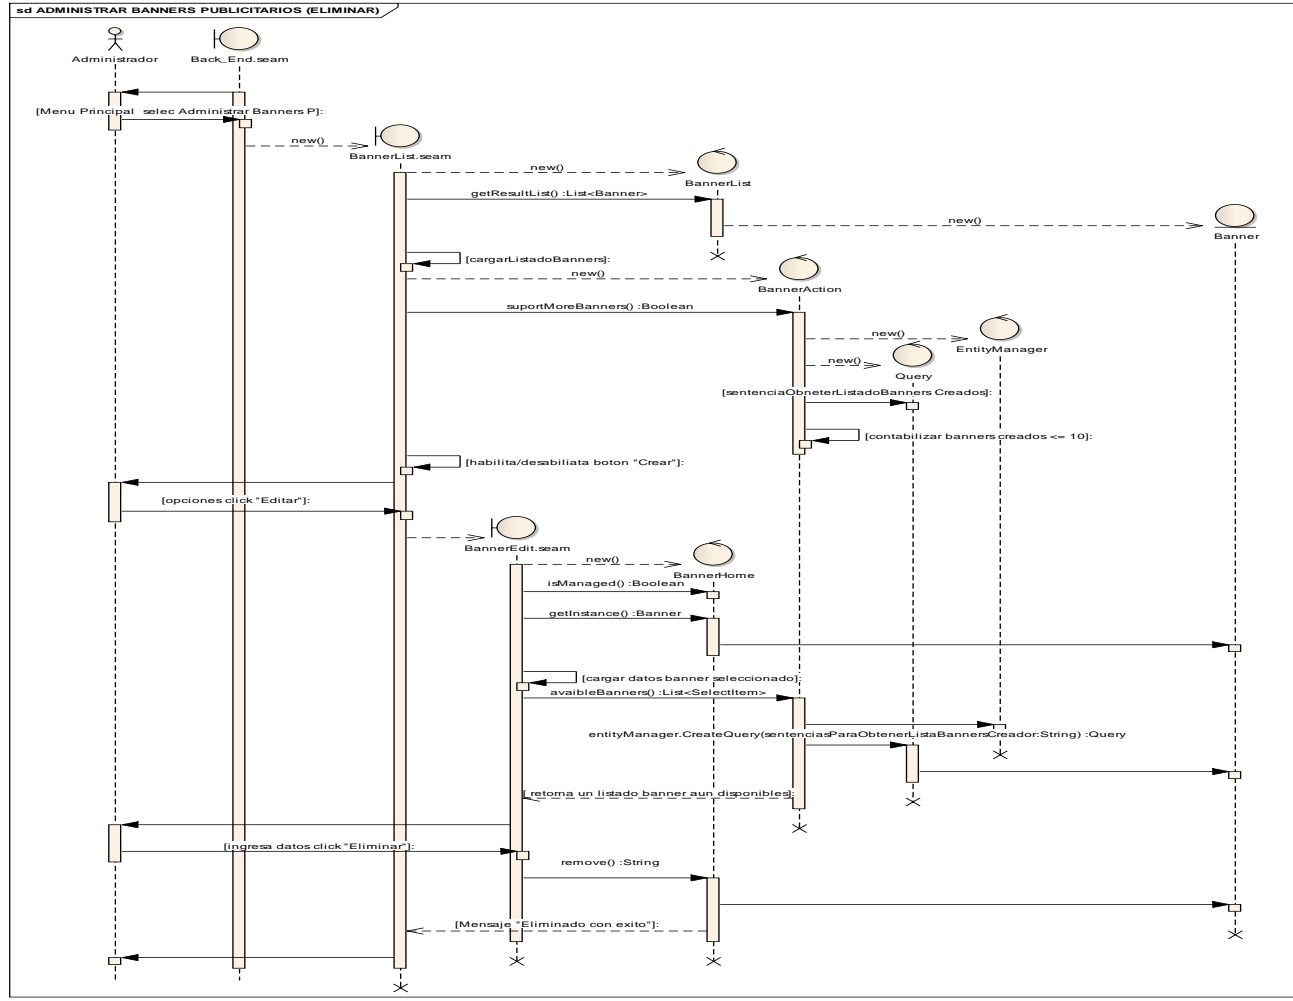 sd ADMINISTRAR BANNERS PUBLICITARIOS (ELIMINAR)
Administrador
Back_End.seam
[Menu Principal selec Administrar Banners P]:
new()
BannerList.seam
new()
BannerList
getResultList() :List<Banner>
new()
Banner
[cargarListadoBanners]:
new()
BannerAction
suportMoreBanners() :Boolean
new()
EntityManager
new()
Query
[sentenciaObneterListadoBanners Creados]:
[contabilizar banners creados <= 10]:
[habilita/desabiliata boton "Crear"]:
[opciones click "Editar"]:
BannerEdit.seam
new()
BannerHome
isManaged() :Boolean
getInstance() :Banner
[cargar datos banner seleccionado]:
avaibleBanners() :List<SelectItem>
entityManager.CreateQuery(sentenciasParaObtenerListaBannersCreador:String) :Query
[retorna un listado banner aun disponibles]:
[ingresa datos click "Eliminar"]:
remove() :String
[Mensaje "Eliminado con exito"]: